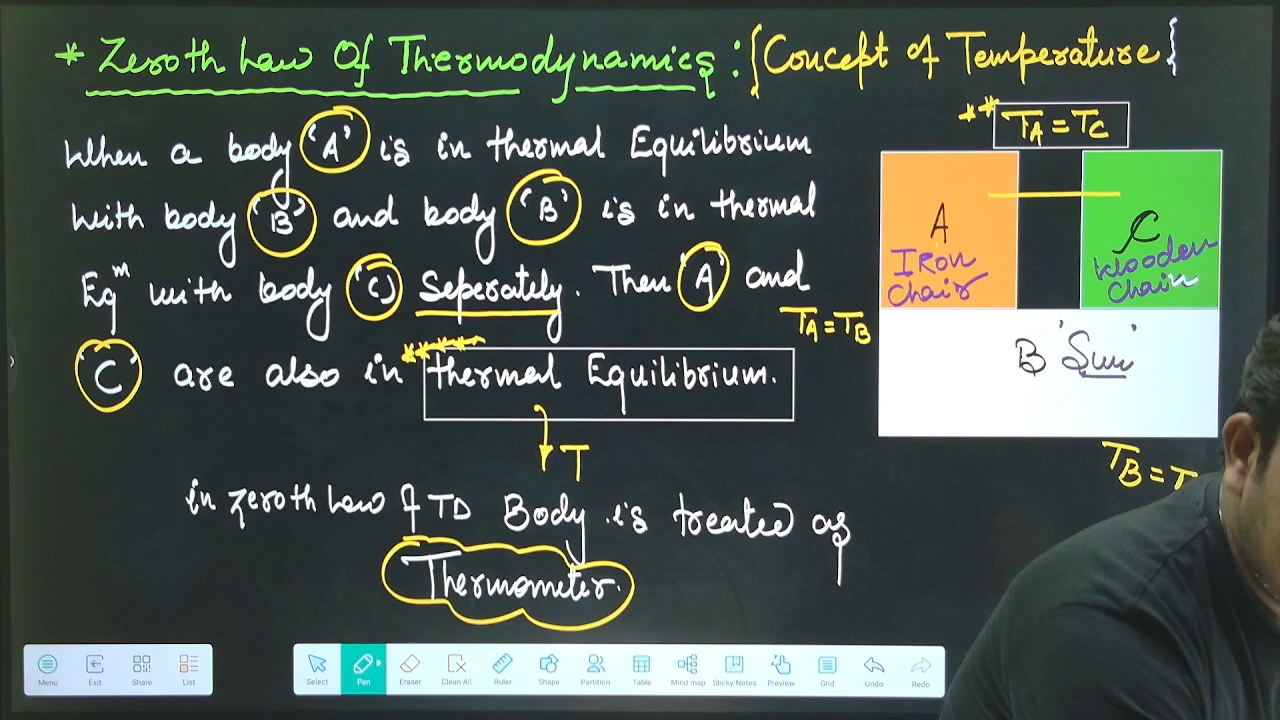 * Zeroth Law Of Thermodynamics : {Concept of Temperature}
When a body 'A' is in thermal Equilibrium
with body 'B' and body 'B' is in thermal
Eqᵐ with body 'C' Seperately. Then 'A' and
'C' are also in thermal Equilibrium.
T
in zeroth Law of TD Body is treated as
Thermometer.
** TA = TC
A
Iron
Chair
C
Wooden
Chair
TA = TB
B 'Sun'
TB = T
Menu
Exit
Share
List
Select
Pen
Eraser
Clean All
Ruler
Shape
Partition
Table
Mind map
Sticky Notes
Preview
Grid
Undo
Redo